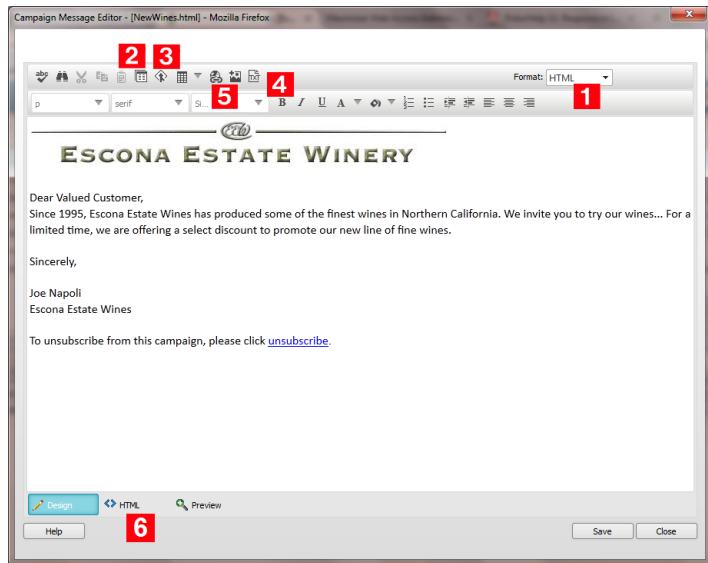 Campaign Message Editor - [NewWines.html] - Mozilla Firefox
2 3
abc Format: HTML
4
5 1
p serif Si... B I U A
EEW
ESCONA ESTATE WINERY
Dear Valued Customer,
Since 1995, Escona Estate Wines has produced some of the finest wines in Northern California. We invite you to try our wines... For a
limited time, we are offering a select discount to promote our new line of fine wines.
Sincerely,
Joe Napoli
Escona Estate Wines
To unsubscribe from this campaign, please click unsubscribe.
Design HTML Preview
6
Help Save Close